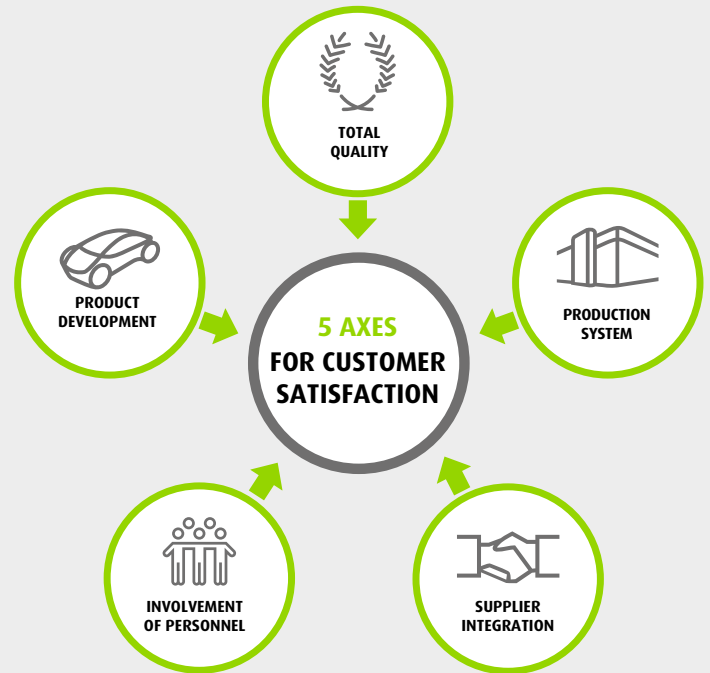 TOTAL
QUALITY
PRODUCT
DEVELOPMENT
PRODUCTION
SYSTEM
5 AXES
FOR CUSTOMER
SATISFACTION
INVOLVEMENT
OF PERSONNEL
SUPPLIER
INTEGRATION